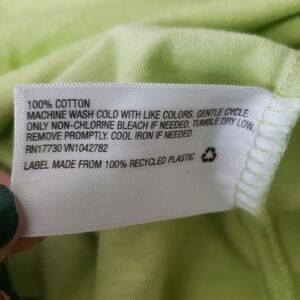 100% COTTON
MACHINE WASH COLD WITH LIKE COLORS. GENTLE CYCLE.
ONLY NON-CHLORINE BLEACH IF NEEDED. TUMBLE DRY LOW.
REMOVE PROMPTLY. COOL IRON IF NEEDED.
RN17730 VN1042782
LABEL MADE FROM 100% RECYCLED PLASTIC